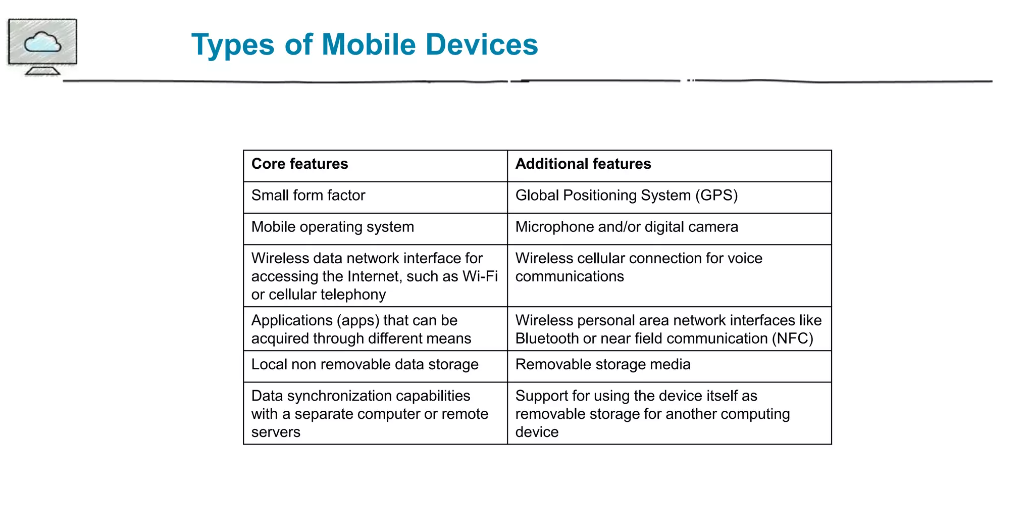 Types of Mobile Devices
Core features
Additional features
Small form factor
Global Positioning System (GPS)
Mobile operating system
Microphone and/or digital camera
Wireless data network interface for
accessing the Internet, such as Wi-Fi
or cellular telephony
Wireless cellular connection for voice
communications
Applications (apps) that can be
acquired through different means
Wireless personal area network interfaces like
Bluetooth or near field communication (NFC)
Local non removable data storage
Removable storage media
Data synchronization capabilities
with a separate computer or remote
servers
Support for using the device itself as
removable storage for another computing
device